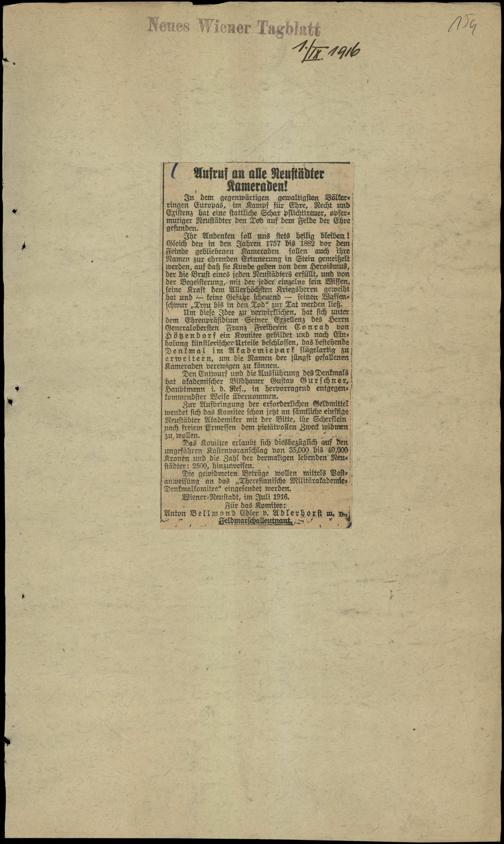 Neues Wiener Tagblatt
1./IX 1916
159
Aufruf an alle Neustädter
Kameraden!
In dem gegenwärtigen gewaltigsten Völker-
ringen Europas, im Kampf für Ehre, Recht und
Existenz hat eine stattliche Schar pflichttreuer, opfer-
mutiger Neustädter den Tod auf dem Felde der Ehre
gefunden.
Ihr Andenken soll uns stets heilig bleiben!
Gleich den in den Jahren 1757 bis 1882 vor dem
Feinde gebliebenen Kameraden sollen auch ihre
Namen zur ehrenden Erinnerung in Stein gemeißelt
werden, auf daß sie Kunde geben von dem Heroismus,
der die Brust eines jeden Neustädters erfüllt, und von
der Begeisterung, mit der jeder einzelne sein Wissen,
seine Kraft dem Allerhöchsten Kriegsherrn geweiht
hat und — keine Gefahr scheuend — seinen Waffen-
schwur „Treu bis in den Tod" zur Tat werden ließ.
Um diese Idee zu verwirklichen, hat sich unter
dem Ehrenpräsidium Seiner Exzellenz des Herrn
Generalobersten Franz Freiherrn Conrad von
Hötzendorf ein Komitee gebildet und nach Ein-
holung künstlerischer Urteile beschlossen, das bestehende
Denkmal im Akademiepark flügelartig zu
erweitern, um die Namen der jüngst gefallenen
Kameraden verewigen zu können.
Den Entwurf und die Ausführung des Denkmals
hat akademischer Bildhauer Gustav Gurschner,
Hauptmann i. d. Res., in hervorragend entgegen-
kommendster Weise übernommen.
Zur Aufbringung der erforderlichen Geldmittel
wendet sich das Komitee schon jetzt an sämtliche einstige
Neustädter Akademiker mit der Bitte, ihr Scherflein
nach freiem Ermessen dem pietätvollen Zweck widmen
zu wollen.
Das Komitee erlaubt sich diesbezüglich auf den
ungefähren Kostenvoranschlag von 35,000 bis 40,000
Kronen und die Zahl der dermaligen lebenden Neu-
städter: 2500, hinzuweisen.
Die gewidmeten Beträge wollen mittels Post-
anweisung an das „Theresianische Militärakademie-
Denkmalkomitee" eingesendet werden.
Wiener-Neustadt, im Juli 1916.
Für das Komitee:
Anton Bellmond Edler v. Adlerhorst m. p.,
Feldmarschalleutnant.